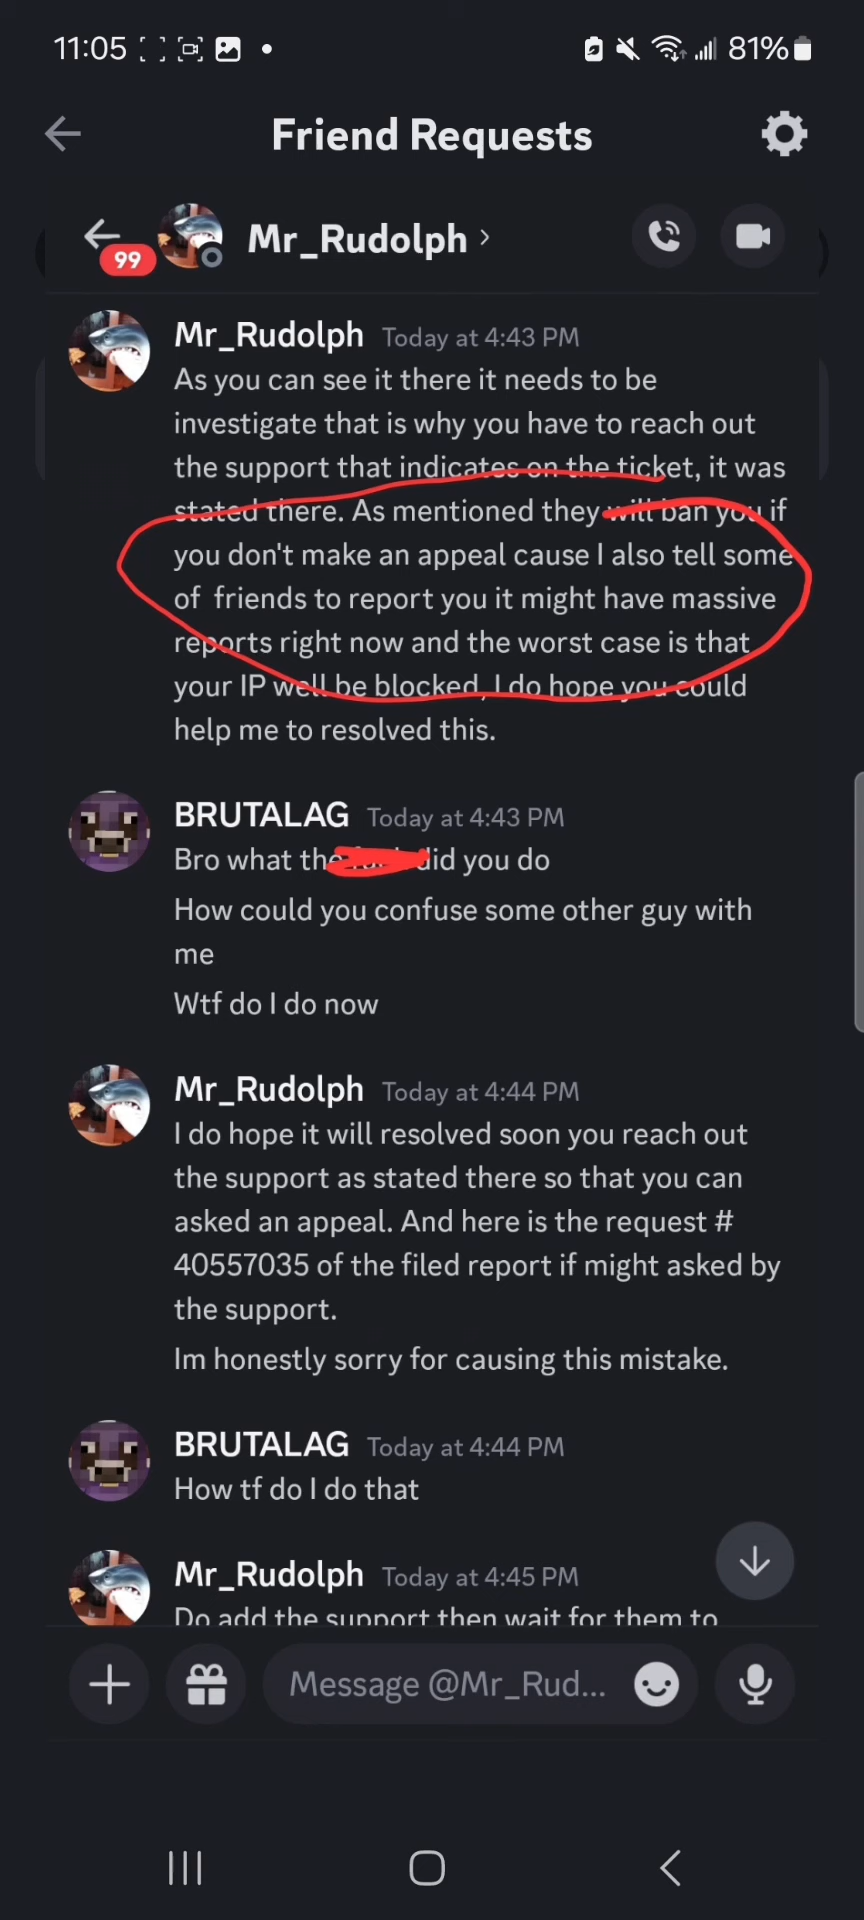 11:05 81%
Friend Requests
99 Mr_Rudolph
Mr_Rudolph Today at 4:43 PM
As you can see it there it needs to be
investigate that is why you have to reach out
the support that indicates on the ticket, it was
stated there. As mentioned they will ban you if
you don't make an appeal cause I also tell some
of friends to report you it might have massive
reports right now and the worst case is that
your IP well be blocked, I do hope you could
help me to resolved this.
BRUTALAG Today at 4:43 PM
Bro what the did you do
How could you confuse some other guy with
me
Wtf do I do now
Mr_Rudolph Today at 4:44 PM
I do hope it will resolved soon you reach out
the support as stated there so that you can
asked an appeal. And here is the request #
40557035 of the filed report if might asked by
the support.
Im honestly sorry for causing this mistake.
BRUTALAG Today at 4:44 PM
How tf do I do that
Mr_Rudolph Today at 4:45 PM
Do add the support then wait for them to
Message @Mr_Rud...